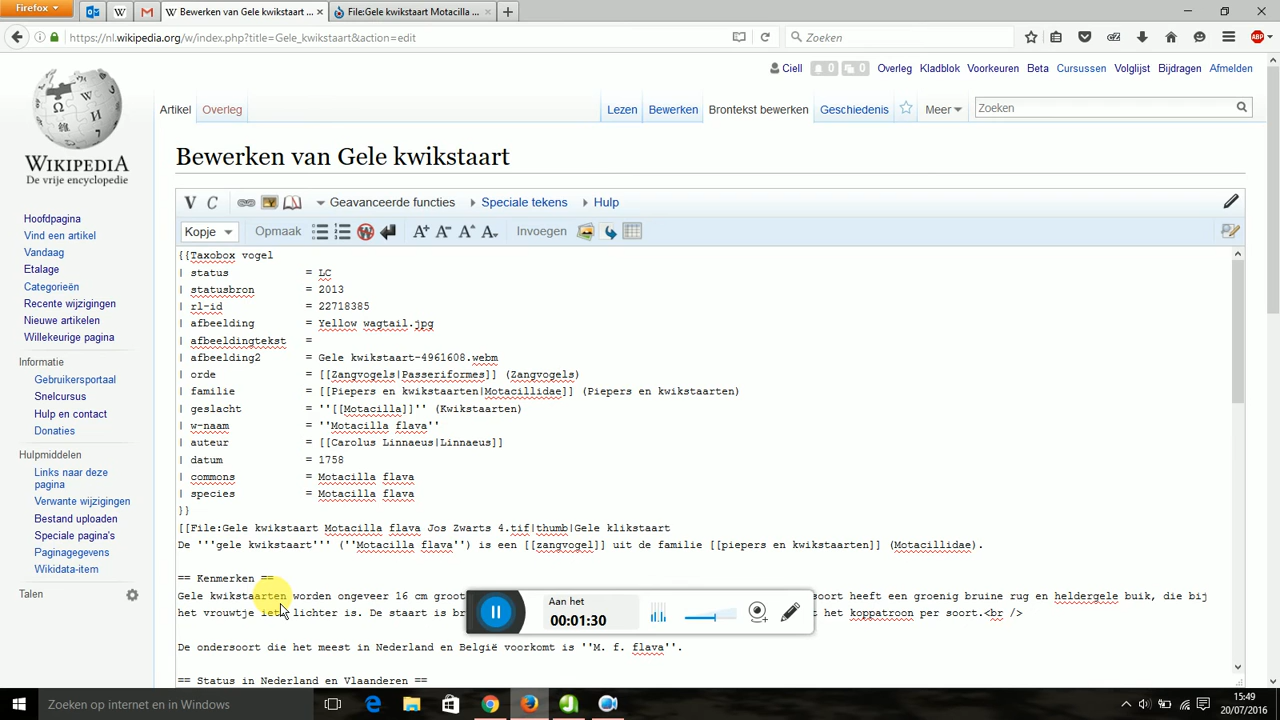 Firefox
Bewerken van Gele kwikstaart ...
File:Gele kwikstaart Motacilla ...
https://nl.wikipedia.org/w/index.php?title=Gele_kwikstaart&action=edit
Zoeken
ABP
Ciell 0 0 Overleg Kladblok Voorkeuren Beta Cursussen Volglijst Bijdragen Afmelden
Artikel Overleg Lezen Bewerken Brontekst bewerken Geschiedenis Meer Zoeken
WIKIPEDIA
De vrije encyclopedie
Hoofdpagina
Vind een artikel
Vandaag
Etalage
Categorieën
Recente wijzigingen
Nieuwe artikelen
Willekeurige pagina
Informatie
Gebruikersportaal
Snelcursus
Hulp en contact
Donaties
Hulpmiddelen
Links naar deze
pagina
Verwante wijzigingen
Bestand uploaden
Speciale pagina's
Paginagegevens
Wikidata-item
Talen
Bewerken van Gele kwikstaart
V C Geavanceerde functies Speciale tekens Hulp
Kopje Opmaak A+ A- Invoegen
{{Taxobox vogel
| status = LC
| statusbron = 2013
| rl-id = 22718385
| afbeelding = Yellow wagtail.jpg
| afbeeldingtekst =
| afbeelding2 = Gele kwikstaart-4961608.webm
| orde = [[Zangvogels|Passeriformes]] (Zangvogels)
| familie = [[Piepers en kwikstaarten|Motacillidae]] (Piepers en kwikstaarten)
| geslacht = ''[[Motacilla]]'' (Kwikstaarten)
| w-naam = ''Motacilla flava''
| auteur = [[Carolus Linnaeus|Linnaeus]]
| datum = 1758
| commons = Motacilla flava
| species = Motacilla flava
}}
[[File:Gele kwikstaart Motacilla flava Jos Zwarts 4.tif|thumb|Gele klikstaart
De '''gele kwikstaart''' (''Motacilla flava'') is een [[zangvogel]] uit de familie [[piepers en kwikstaarten]] (Motacillidae).
== Kenmerken ==
Gele kwikstaarten worden ongeveer 16 cm groot soort heeft een groenig bruine rug en heldergele buik, die bij
het vrouwtje iets lichter is. De staart is het koppatroon per soort.<br />
De ondersoort die het meest in Nederland en België voorkomt is ''M. f. flava''.
== Status in Nederland en Vlaanderen ==
Aan het
00:01:30
Zoeken op internet en in Windows
15:49
20/07/2016